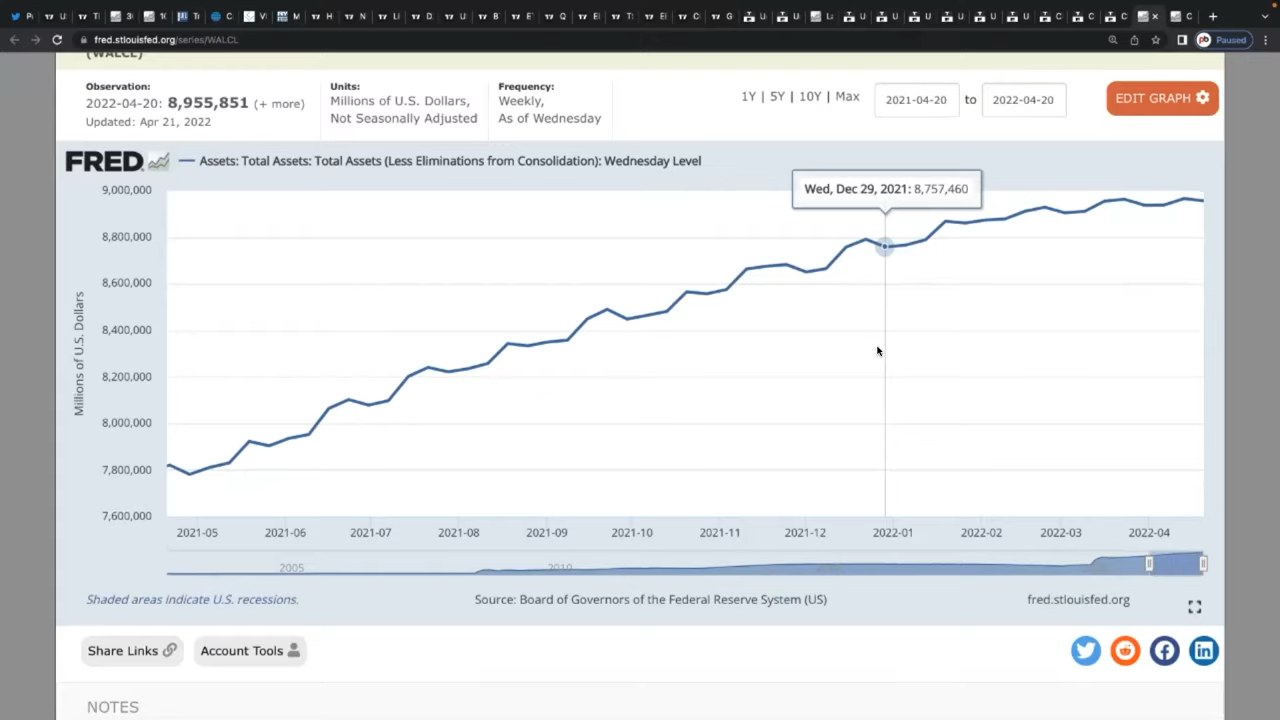 fred.stlouisfed.org/series/WALCL
Paused
(WALCL)
Observation:
2022-04-20: 8,955,851 (+ more)
Updated: Apr 21, 2022
Units:
Millions of U.S. Dollars,
Not Seasonally Adjusted
Frequency:
Weekly,
As of Wednesday
1Y | 5Y | 10Y | Max
2021-04-20 to 2022-04-20
EDIT GRAPH
FRED
Assets: Total Assets: Total Assets (Less Eliminations from Consolidation): Wednesday Level
Wed, Dec 29, 2021: 8,757,460
9,000,000
8,800,000
8,600,000
8,400,000
8,200,000
8,000,000
7,800,000
7,600,000
Millions of U.S. Dollars
2021-05 2021-06 2021-07 2021-08 2021-09 2021-10 2021-11 2021-12 2022-01 2022-02 2022-03 2022-04
2005 2010
Shaded areas indicate U.S. recessions.
Source: Board of Governors of the Federal Reserve System (US)
fred.stlouisfed.org
Share Links
Account Tools
NOTES